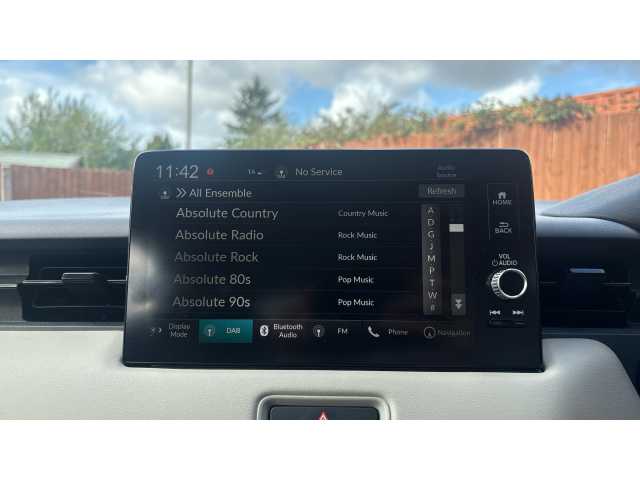 11:42 No Service Audio Source
All Ensemble Refresh
HOME
BACK
VOL
AUDIO
Absolute Country Country Music
Absolute Radio Rock Music
Absolute Rock Rock Music
Absolute 80s Pop Music
Absolute 90s Pop Music
A
D
G
J
M
P
T
W
#
Display Mode
DAB
Bluetooth Audio
FM
Phone
Navigation